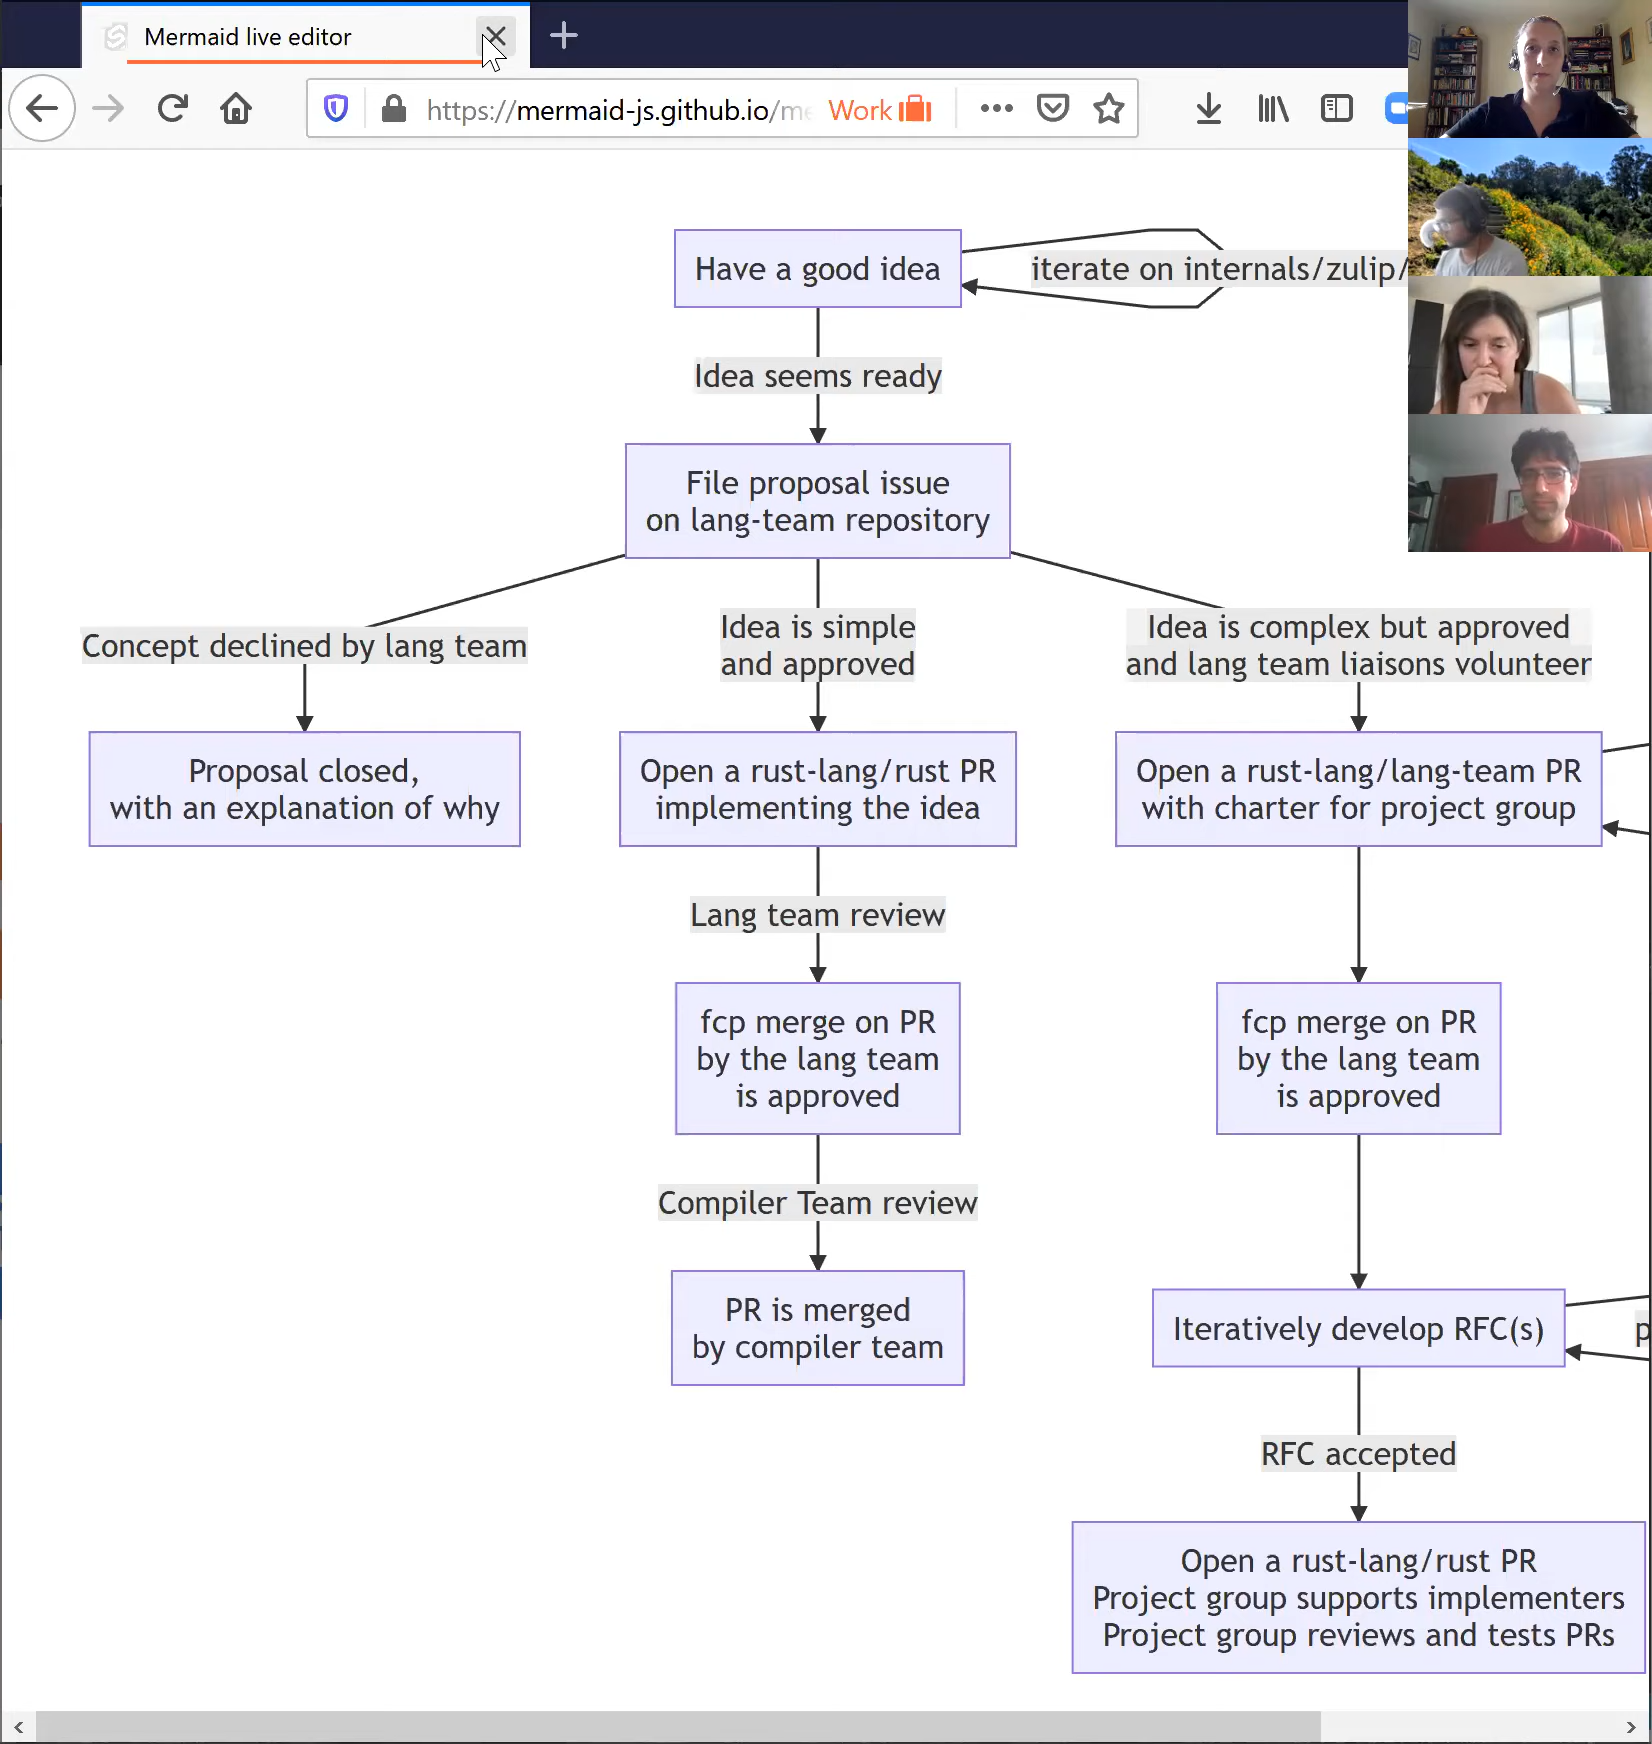 Mermaid live editor
https://mermaid-js.github.io/me
Work
Have a good idea
iterate on internals/zulip/
Idea seems ready
File proposal issue
on lang-team repository
Concept declined by lang team
Idea is simple
and approved
Idea is complex but approved
and lang team liaisons volunteer
Proposal closed,
with an explanation of why
Open a rust-lang/rust PR
implementing the idea
Open a rust-lang/lang-team PR
with charter for project group
Lang team review
fcp merge on PR
by the lang team
is approved
fcp merge on PR
by the lang team
is approved
Compiler Team review
PR is merged
by compiler team
Iteratively develop RFC(s)
p
RFC accepted
Open a rust-lang/rust PR
Project group supports implementers
Project group reviews and tests PRs